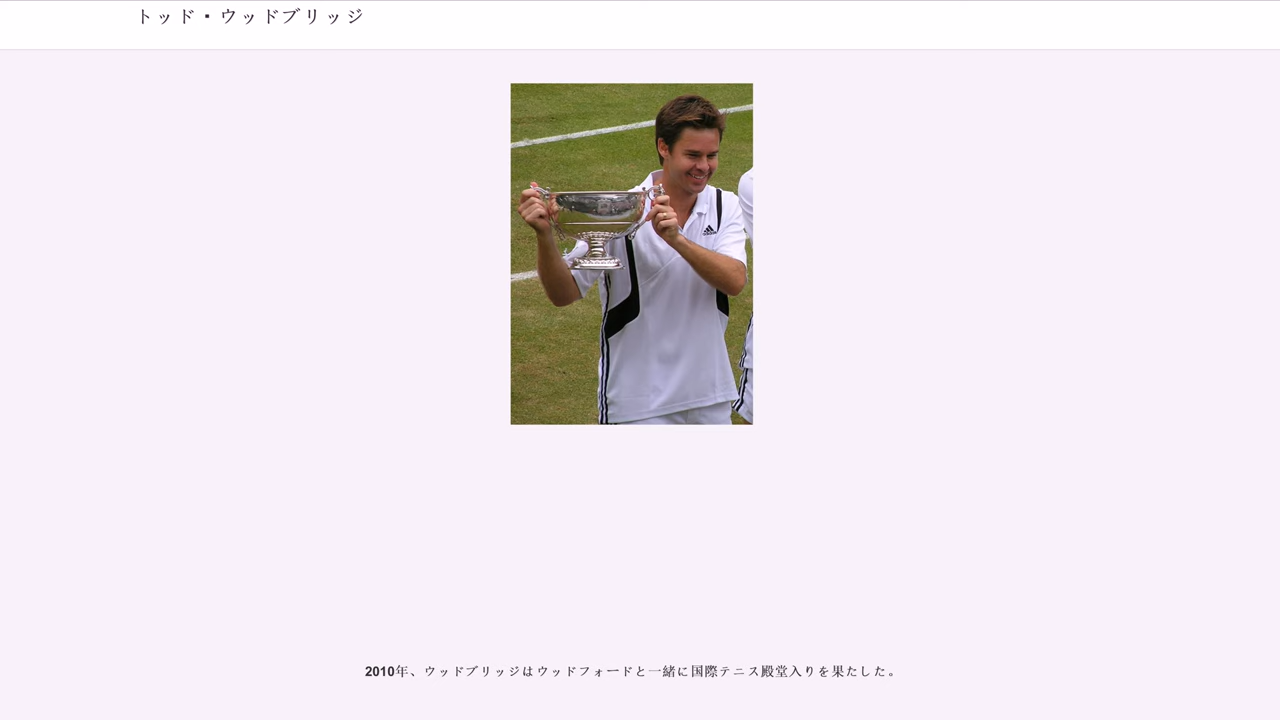 トッド・ウッドブリッジ
2010年、ウッドブリッジはウッドフォードと一緒に国際テニス殿堂入りを果たした。